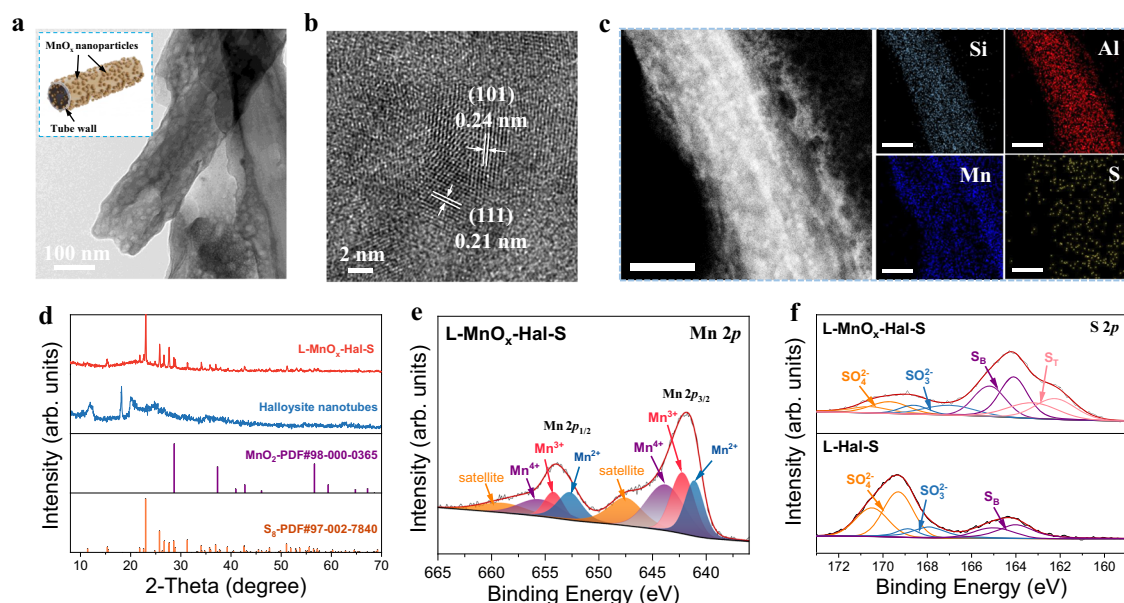 a
MnOₓ nanoparticles
Tube wall
100 nm
b
(101)
0.24 nm
(111)
0.21 nm
2 nm
c
Si
Al
Mn
S
d
Intensity (arb. units)
L-MnOₓ-Hal-S
Halloysite nanotubes
MnO₂-PDF#98-000-0365
S₈-PDF#97-002-7840
10 20 30 40 50 60 70
2-Theta (degree)
e
Intensity (arb. units)
L-MnOₓ-Hal-S
Mn 2p
Mn 2p₃/₂
Mn³⁺
Mn 2p₁/₂
Mn³⁺
Mn⁴⁺
Mn²⁺
satellite
Mn⁴⁺
Mn²⁺
satellite
665 660 655 650 645 640
Binding Energy (eV)
f
Intensity (arb. units)
L-MnOₓ-Hal-S
S 2p
SO₄²⁻
SO₃²⁻
S_B
S_T
L-Hal-S
SO₄²⁻
SO₃²⁻
S_B
172 170 168 166 164 162 160
Binding Energy (eV)